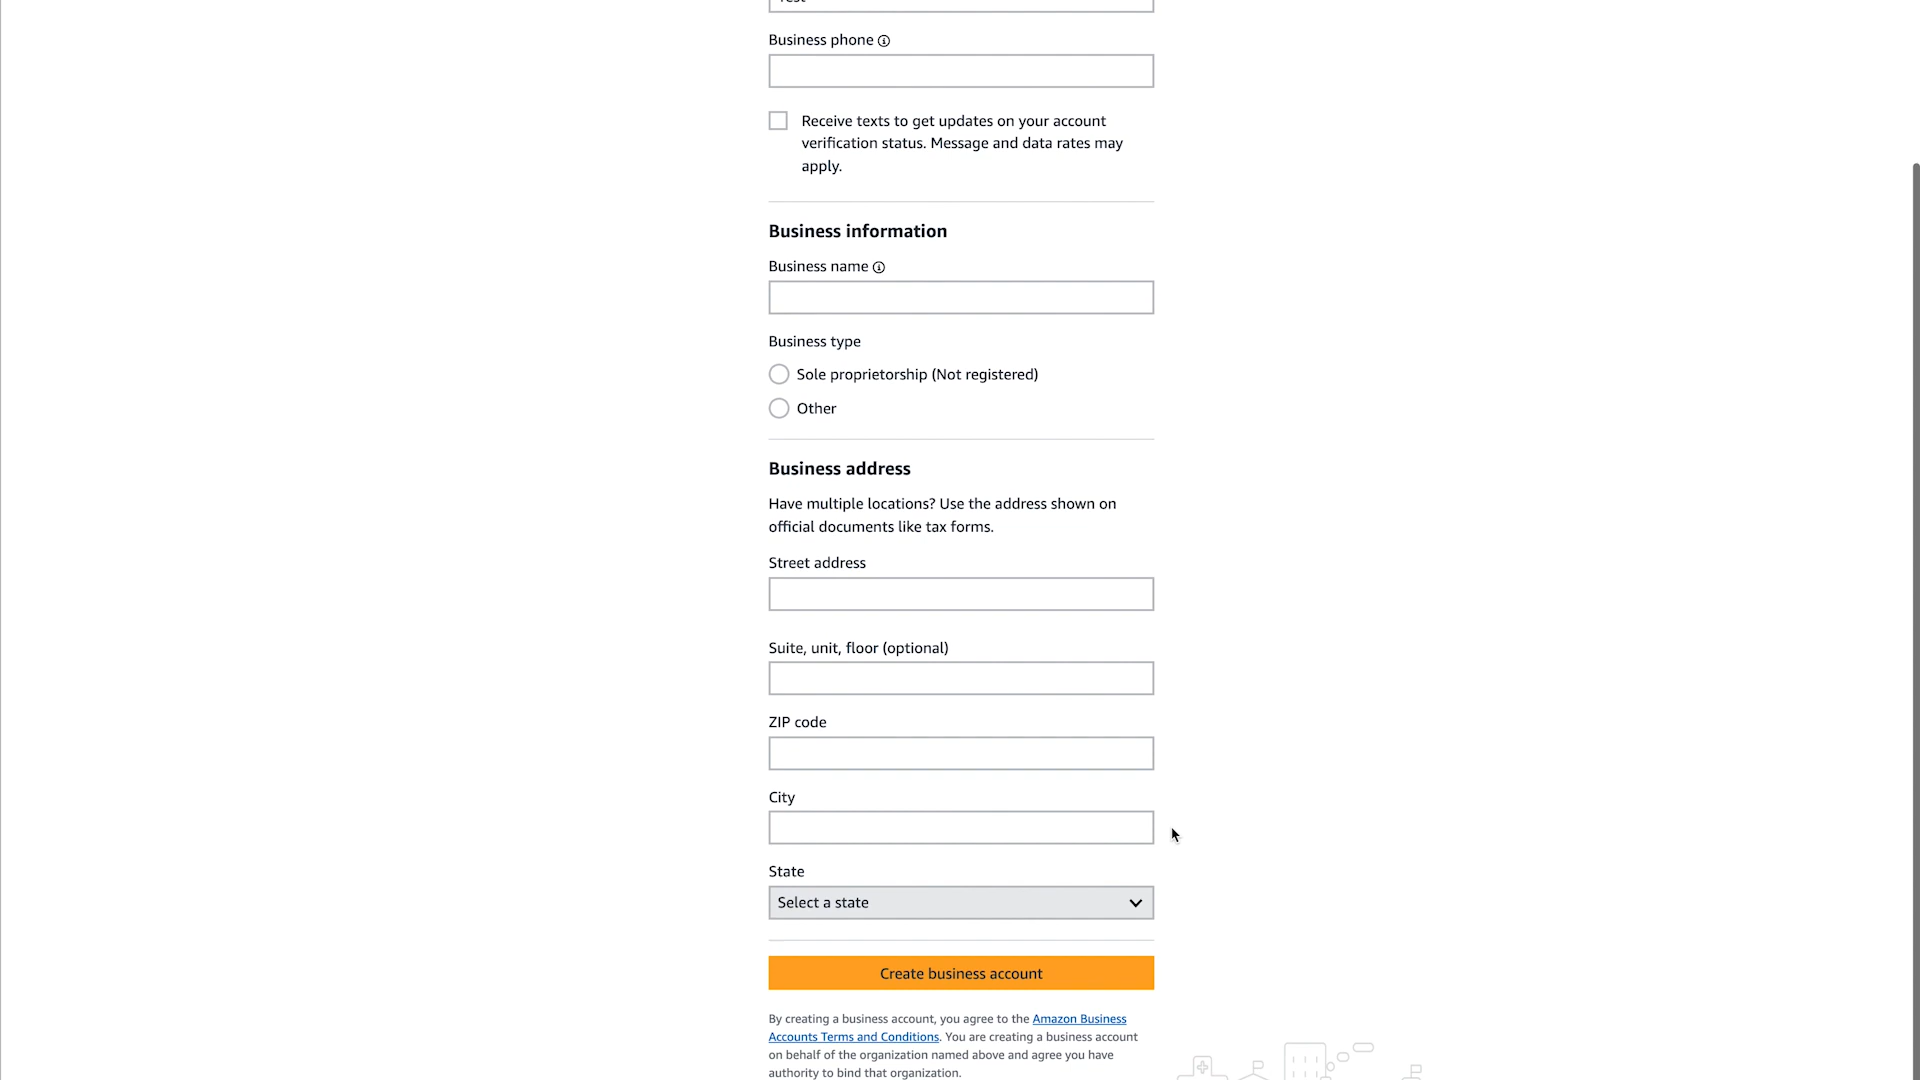 Business phone
Receive texts to get updates on your account
verification status. Message and data rates may
apply.
Business information
Business name
Business type
Sole proprietorship (Not registered)
Other
Business address
Have multiple locations? Use the address shown on
official documents like tax forms.
Street address
Suite, unit, floor (optional)
ZIP code
City
State
Select a state
Create business account
By creating a business account, you agree to the Amazon Business
Accounts Terms and Conditions. You are creating a business account
on behalf of the organization named above and agree you have
authority to bind that organization.